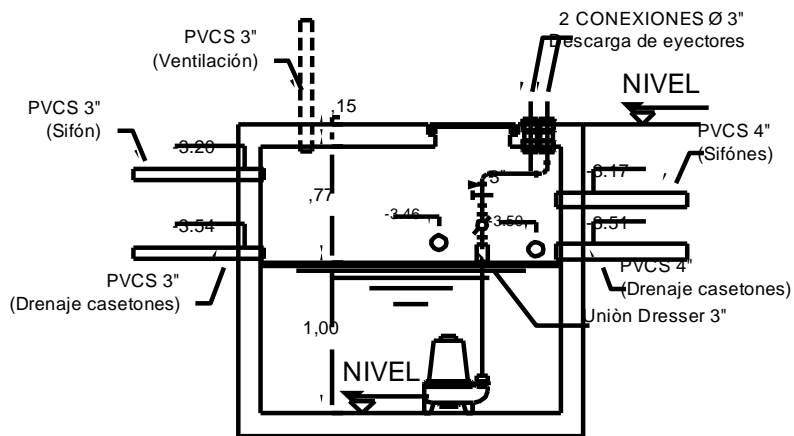 2 CONEXIONES Ø 3"
Descarga de eyectores
PVCS 3"
(Ventilación)
NIVEL
PVCS 3"
(Sifón)
,15
PVCS 4"
(Sifónes)
-3.20
-3.17
3"
,77
-3.46
-3.50
-3.54
-3.51
PVCS 3"
(Drenaje casetones)
PVCS 4"
(Drenaje casetones)
Uniòn Dresser 3"
1,00
NIVEL